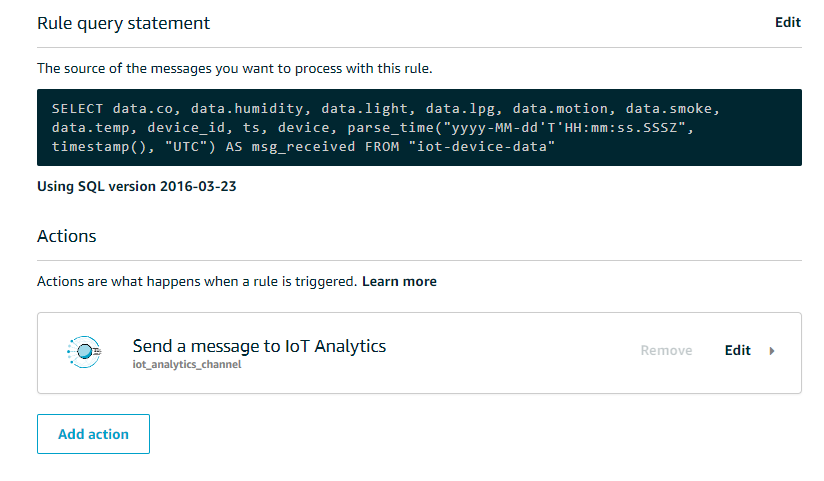 Rule query statement
Edit
The source of the messages you want to process with this rule.
SELECT data.co, data.humidity, data.light, data.lpg, data.motion, data.smoke,
data.temp, device_id, ts, device, parse_time("yyyy-MM-dd'T'HH:mm:ss.SSSZ",
timestamp(), "UTC") AS msg_received FROM "iot-device-data"
Using SQL version 2016-03-23
Actions
Actions are what happens when a rule is triggered. Learn more
Send a message to IoT Analytics
iot_analytics_channel
Remove
Edit
Add action